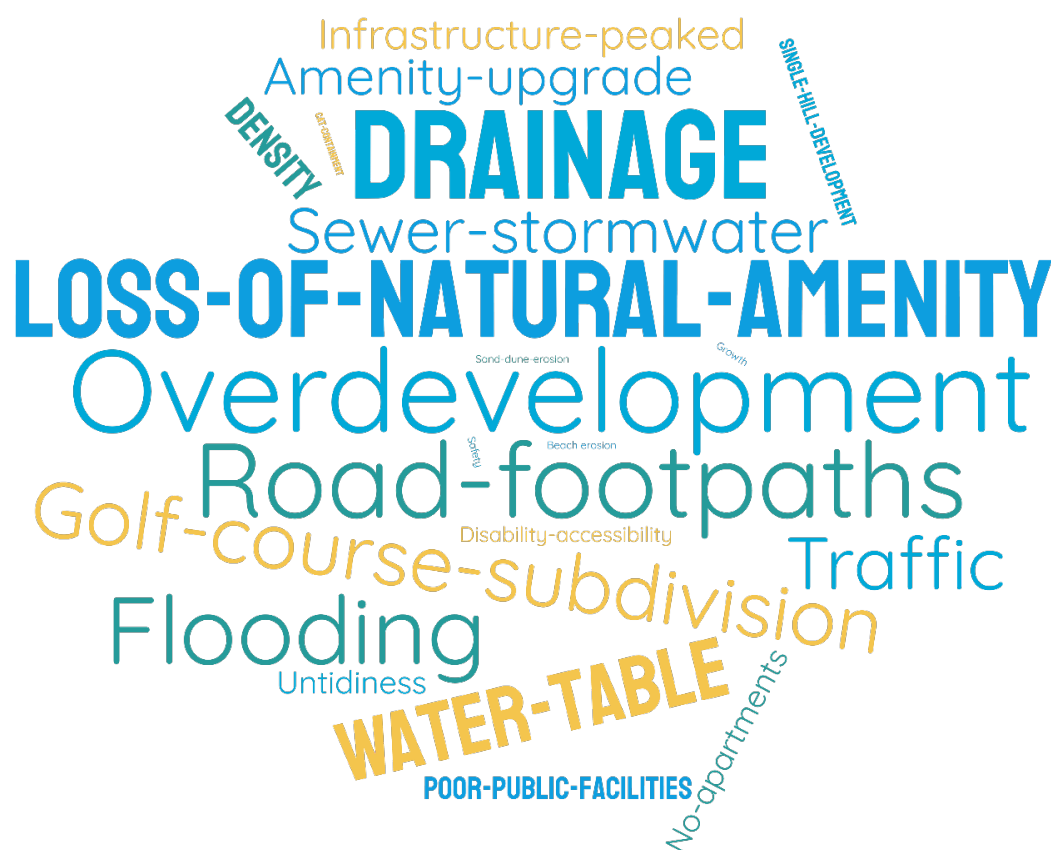 Infrastructure-peaked
Amenity-upgrade
SINGLE-HILL-DEVELOPMENT
DENSITY
CAT-CONTAINMENT
DRAINAGE
Sewer-stormwater
LOSS-OF-NATURAL-AMENITY
Growth
Sand-dune-erosion
Overdevelopment
Safety
Beach erosion
Road-footpaths
Golf-course-subdivision
Disability-accessibility
Traffic
Flooding
Untidiness
WATER-TABLE
No-apartments
POOR-PUBLIC-FACILITIES